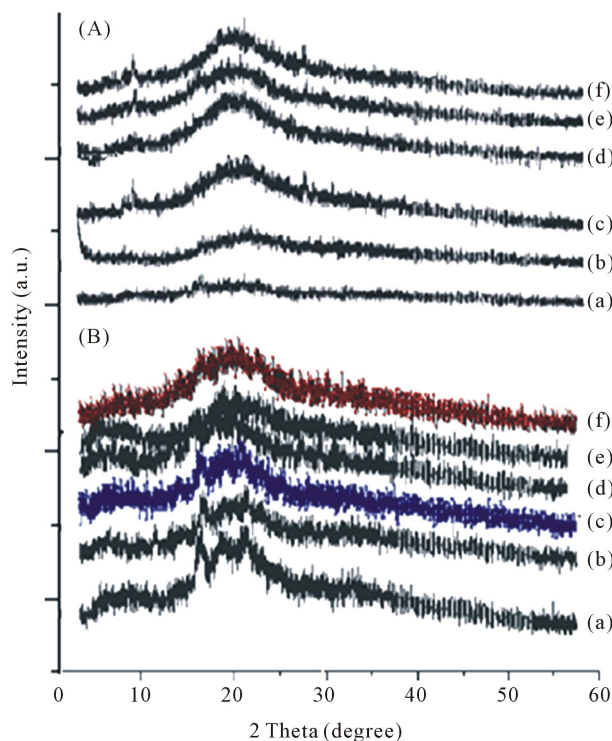 (A)
(f)
(e)
(d)
(c)
(b)
(a)
Intensity (a.u.)
(B)
(f)
(e)
(d)
(c)
(b)
(a)
0 10 20 30 40 50 60
2 Theta (degree)